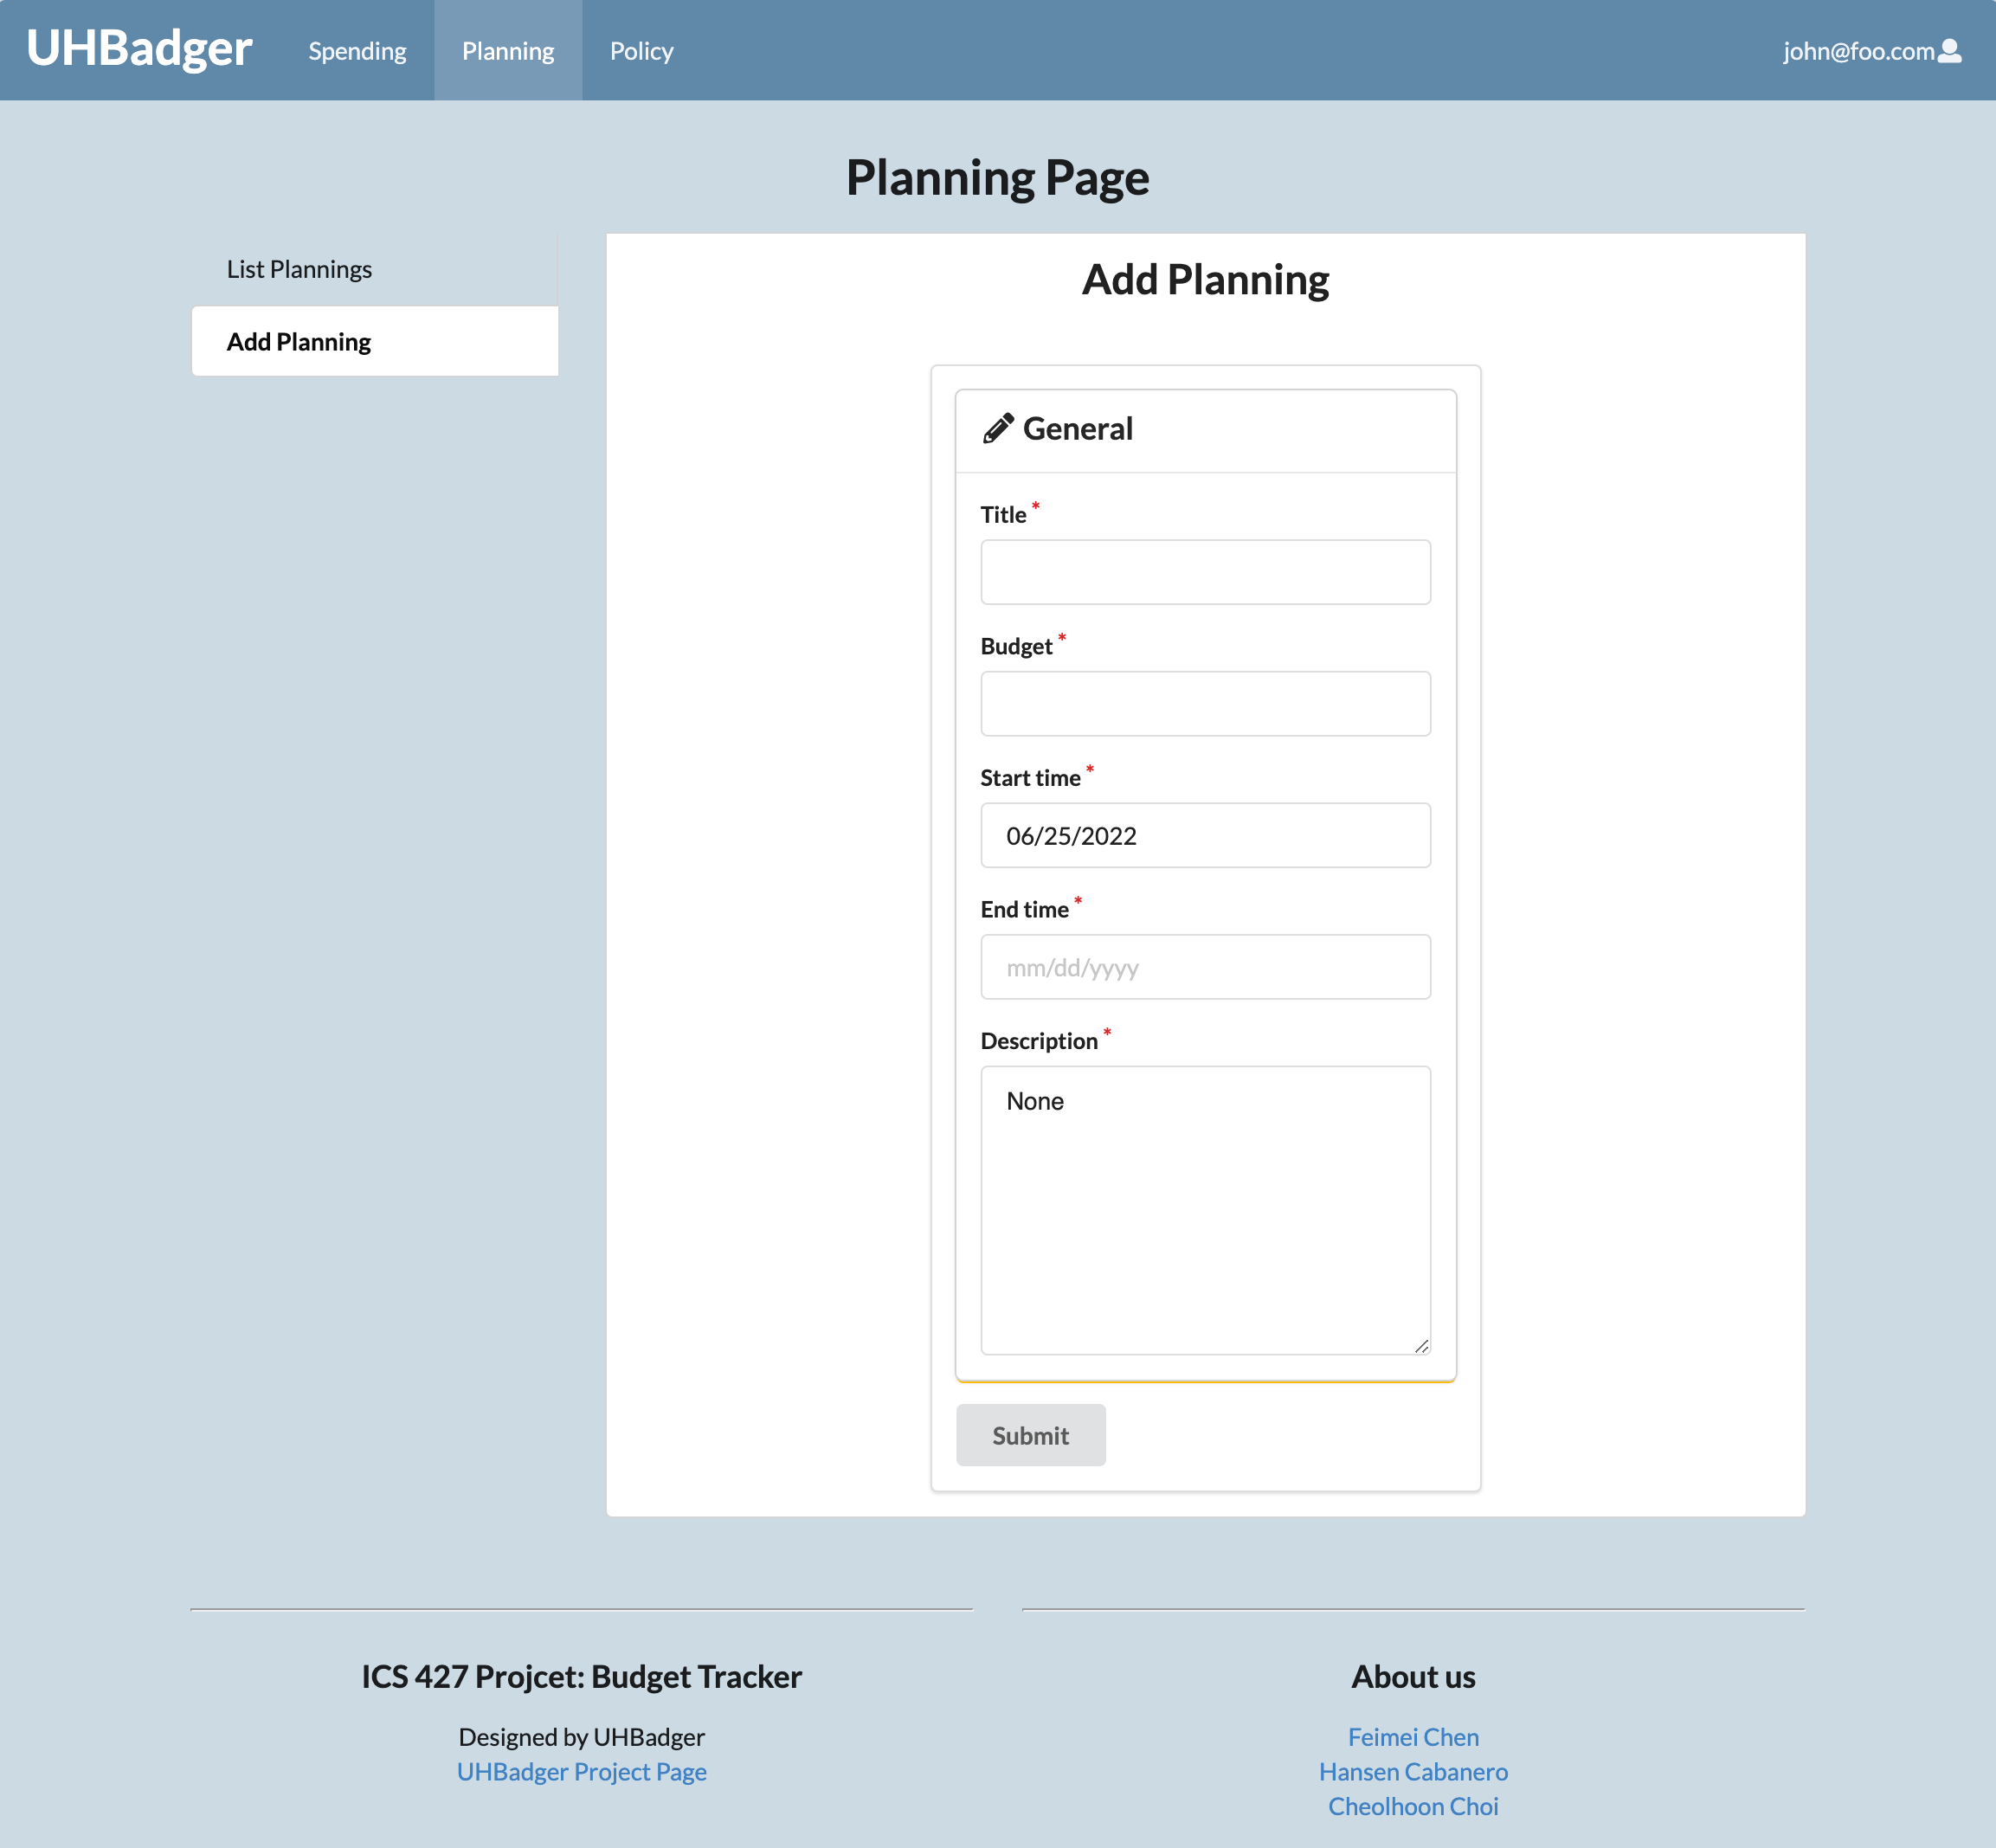 UHBadger Spending Planning Policy john@foo.com
Planning Page
List Plannings
Add Planning
Add Planning
General
Title *
Budget *
Start time *
06/25/2022
End time *
mm/dd/yyyy
Description *
None
Submit
ICS 427 Projcet: Budget Tracker
Designed by UHBadger
UHBadger Project Page
About us
Feimei Chen
Hansen Cabanero
Cheolhoon Choi